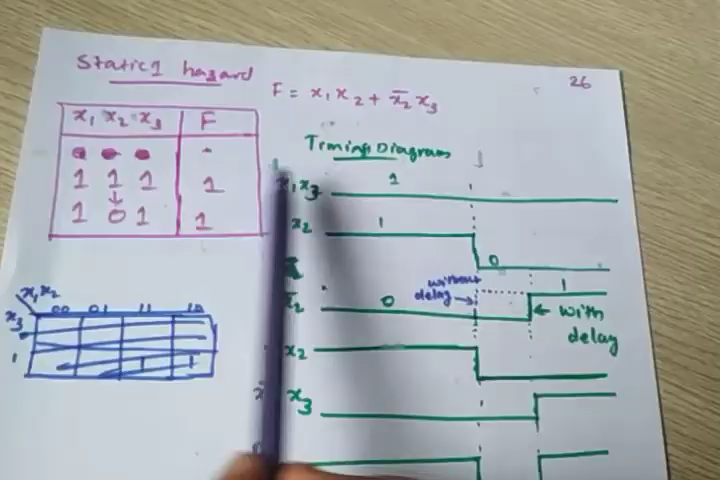 Static 1 hazard
26
F = x₁x₂ + x̄₂x₃
x₁ x₂ x₃ F
1 1 1 1
1 0 1 1
Timing Diagram
x₁x₃ 1
x₂ 1 0
x̄₂ 0 1
without delay
with delay
x₂
x₃
x₁x₂
00 01 11 10
x₃
1 1 1